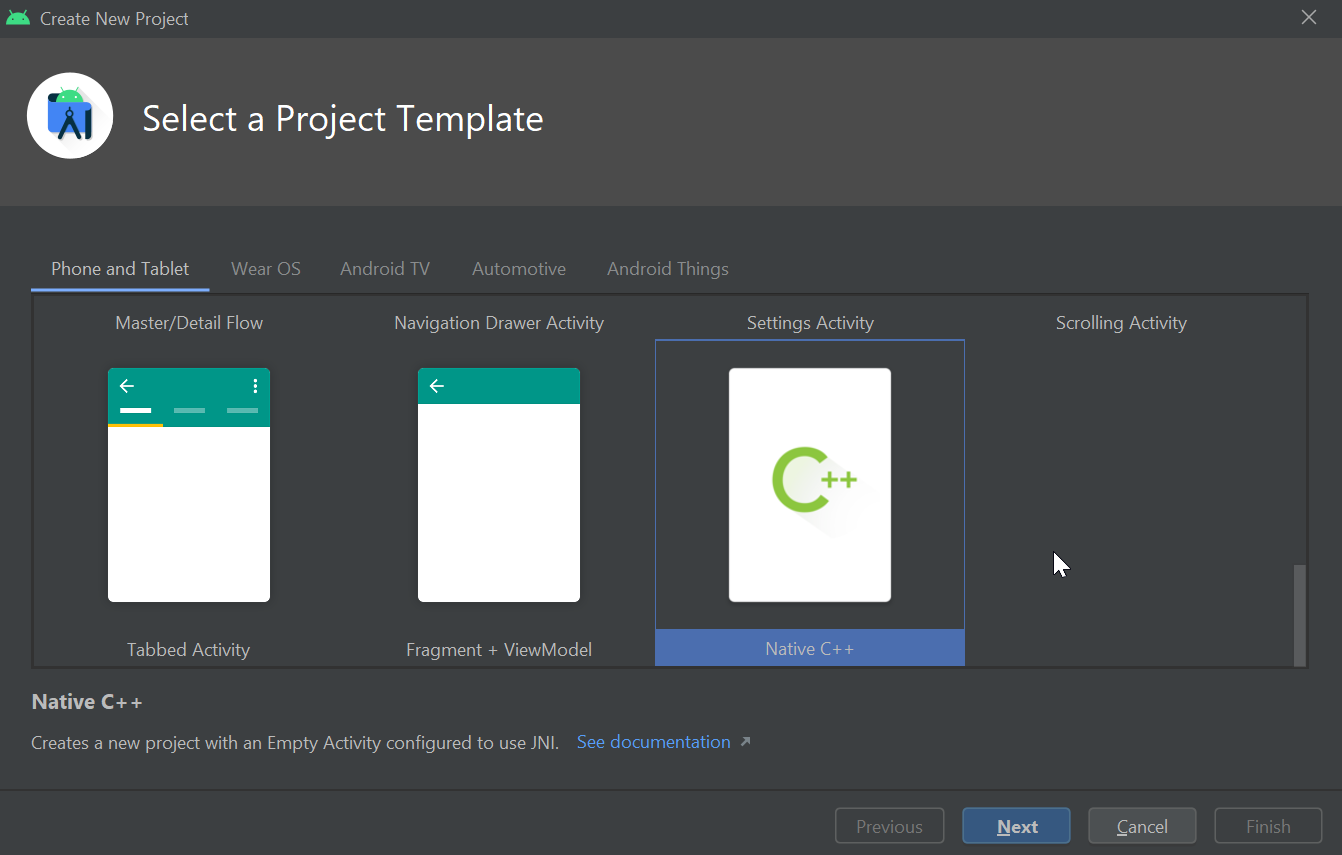 Create New Project
Select a Project Template
Phone and Tablet Wear OS Android TV Automotive Android Things
Master/Detail Flow Navigation Drawer Activity Settings Activity Scrolling Activity
C++
Tabbed Activity Fragment + ViewModel Native C++
Native C++
Creates a new project with an Empty Activity configured to use JNI. See documentation
Previous Next Cancel Finish